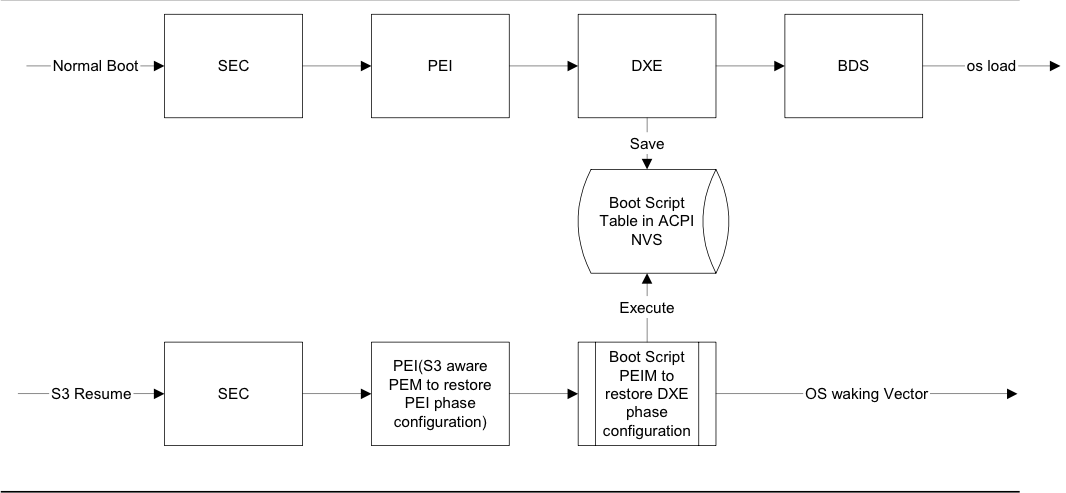 Normal Boot
SEC
PEI
DXE
BDS
os load
Save
Boot Script
Table in ACPI
NVS
Execute
S3 Resume
SEC
PEI(S3 aware
PEM to restore
PEI phase
configuration)
Boot Script
PEIM to
restore DXE
phase
configuration
OS waking Vector